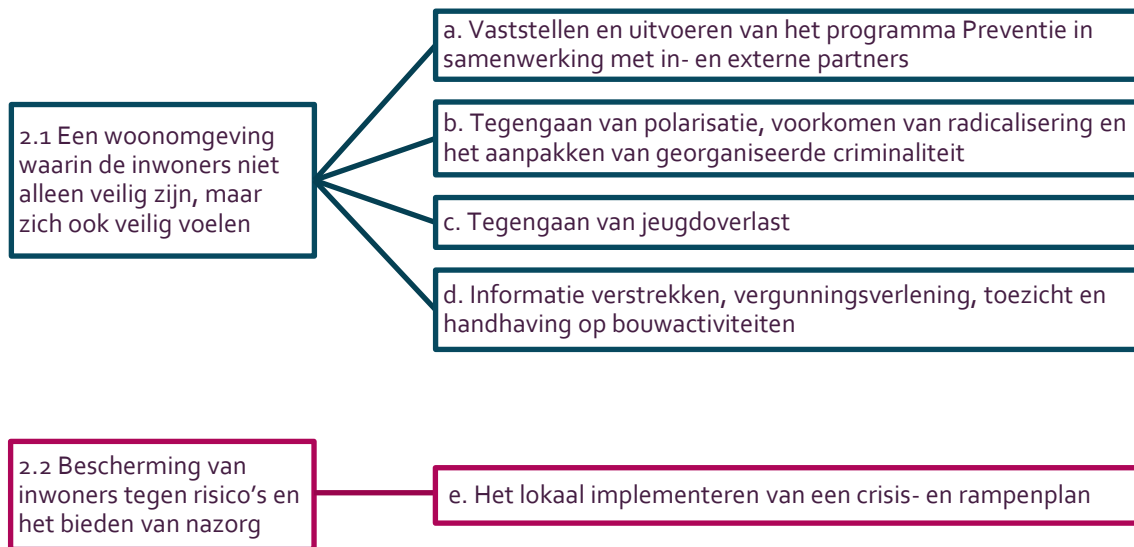 a. Vaststellen en uitvoeren van het programma Preventie in
samenwerking met in- en externe partners
2.1 Een woonomgeving
waarin de inwoners niet
alleen veilig zijn, maar
zich ook veilig voelen
b. Tegengaan van polarisatie, voorkomen van radicalisering en
het aanpakken van georganiseerde criminaliteit
c. Tegengaan van jeugdoverlast
d. Informatie verstrekken, vergunningsverlening, toezicht en
handhaving op bouwactiviteiten
2.2 Bescherming van
inwoners tegen risico's en
het bieden van nazorg
e. Het lokaal implementeren van een crisis- en rampenplan